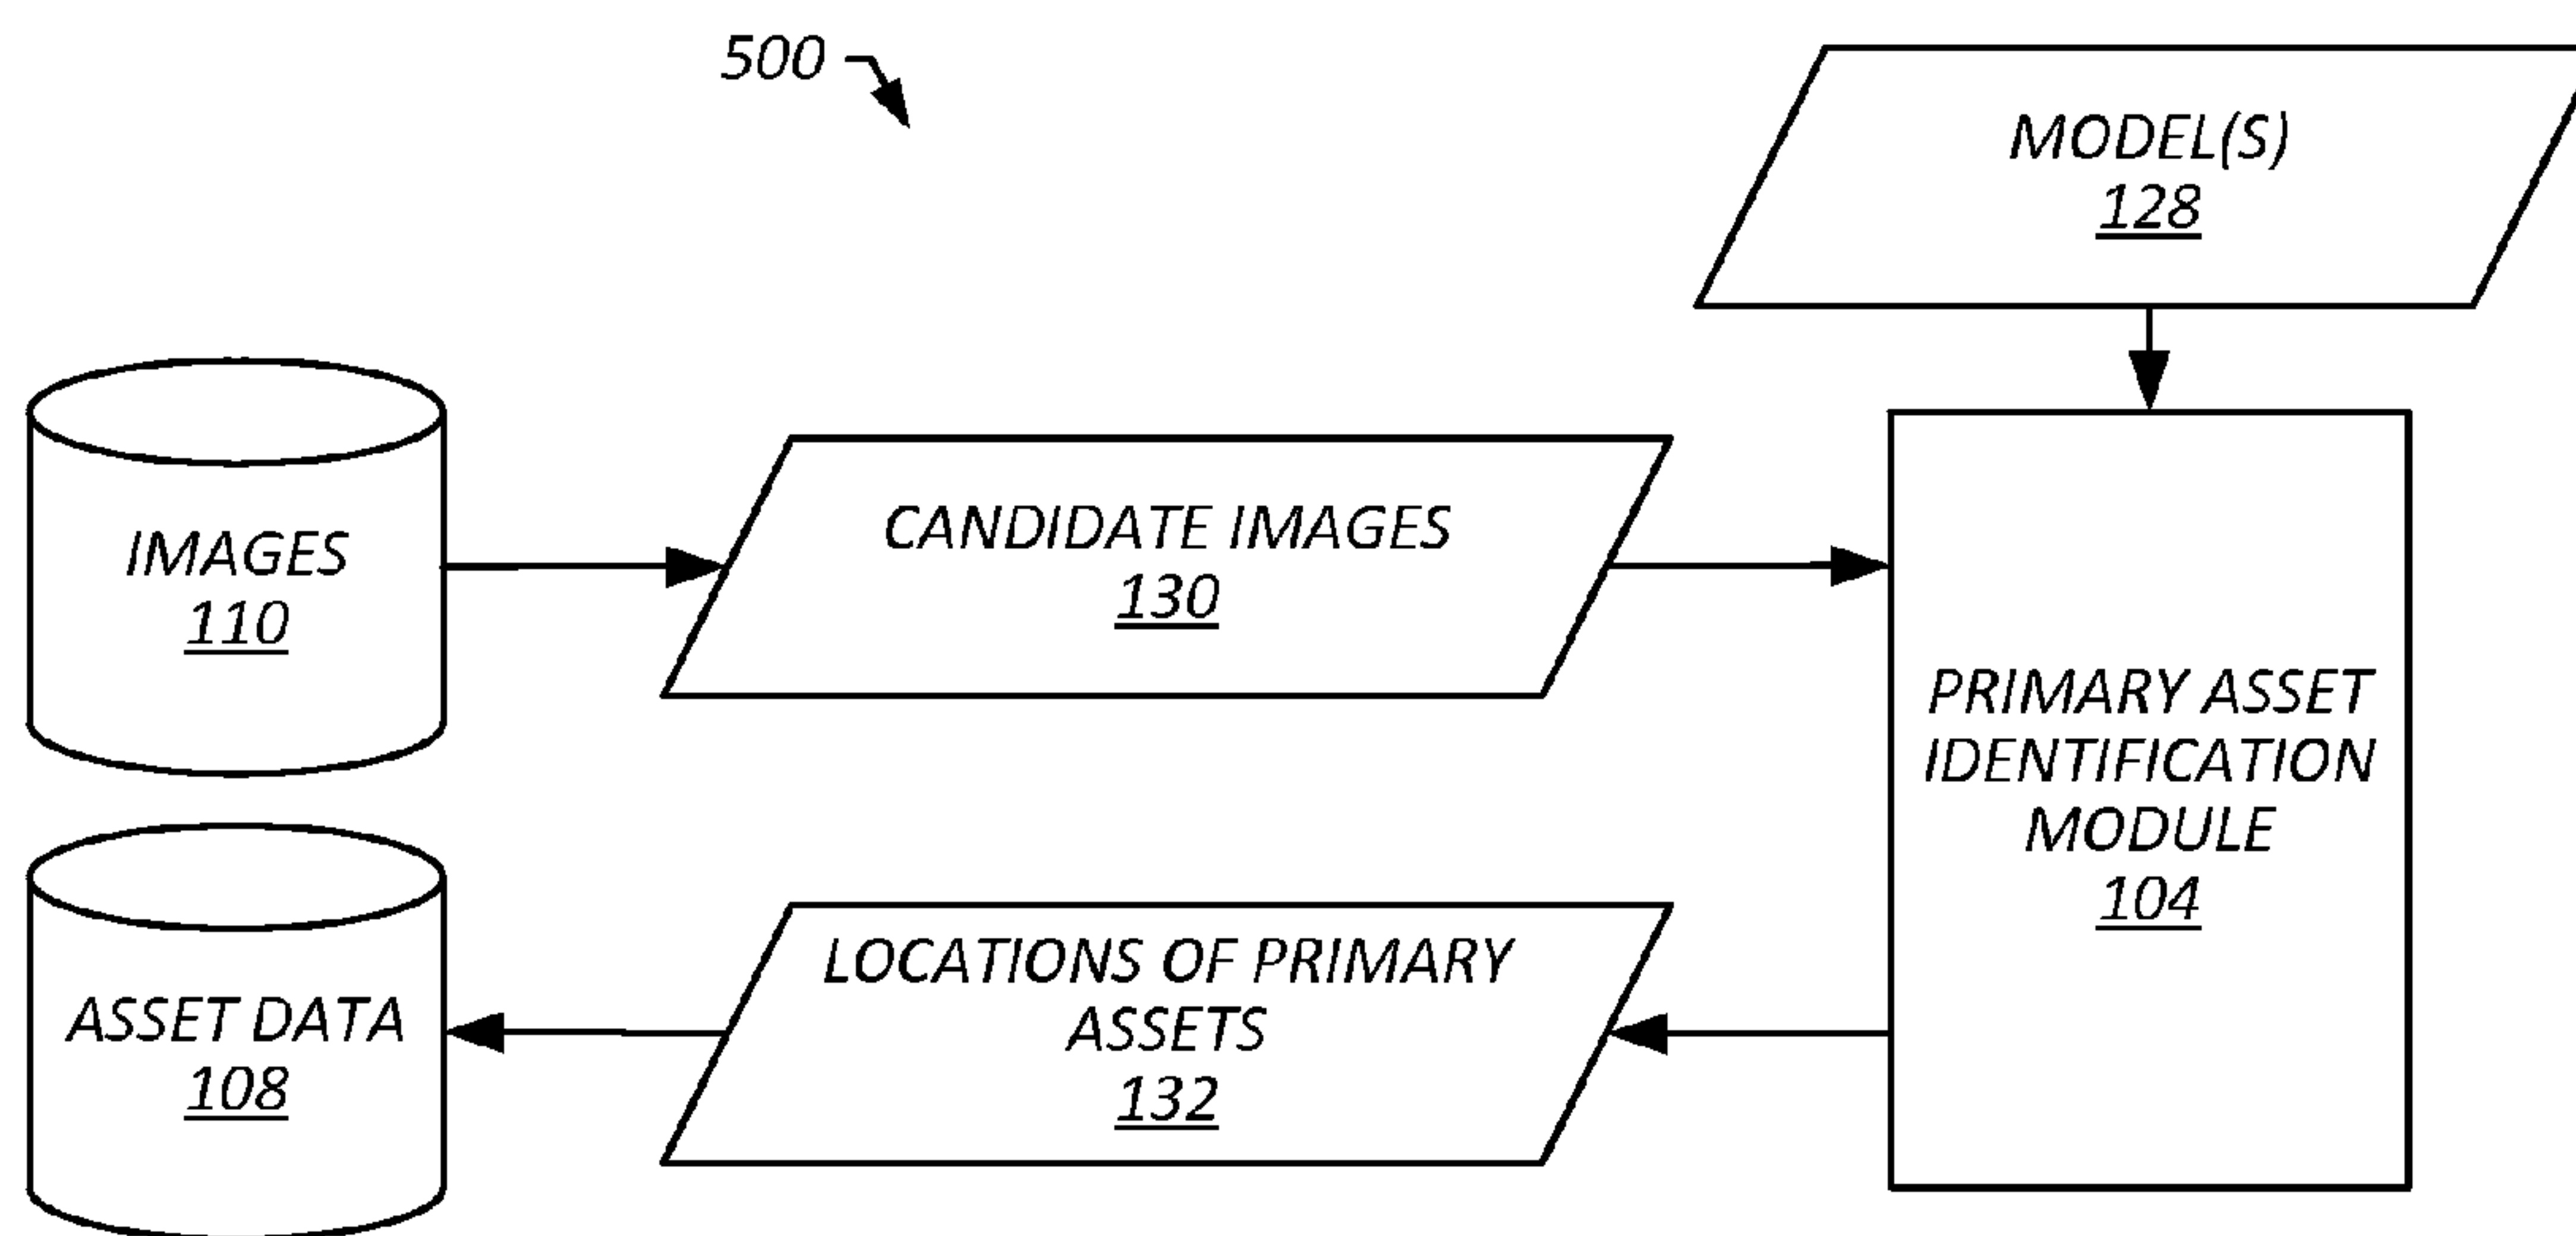 500
MODEL(S)
128
IMAGES
110
CANDIDATE IMAGES
130
PRIMARY ASSET
IDENTIFICATION
MODULE
104
ASSET DATA
108
LOCATIONS OF PRIMARY
ASSETS
132